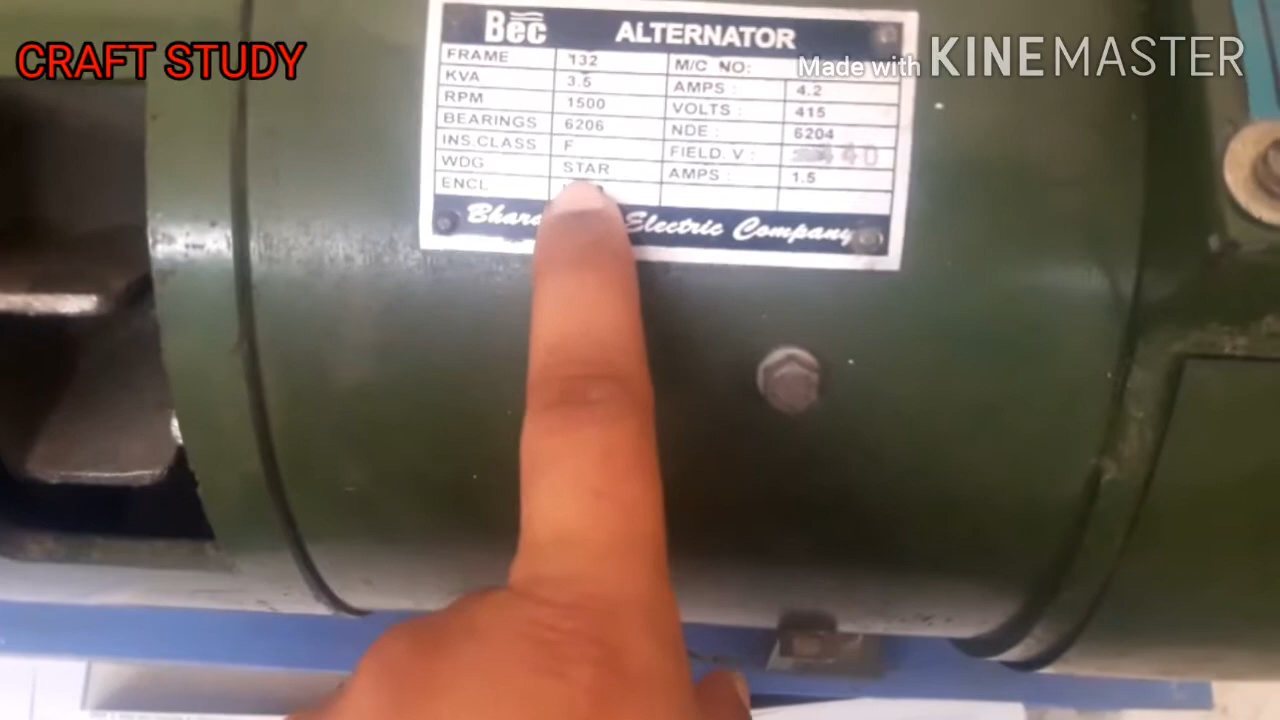 CRAFT STUDY
Made with KINEMASTER
Bec ALTERNATOR
FRAME 132 M/C NO:
KVA 3.5 AMPS : 4.2
RPM 1500 VOLTS : 415
BEARINGS 6206 NDE : 6204
INS.CLASS F FIELD. V : 440
WDG STAR AMPS : 1.5
ENCL
Electric Company